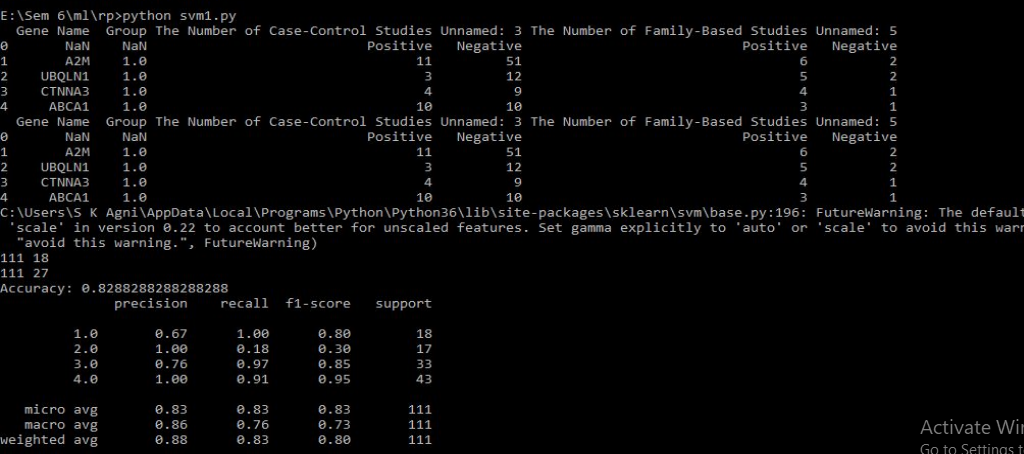 E:\Sem 6\ml\rp>python svm1.py
  Gene Name  Group The Number of Case-Control Studies Unnamed: 3 The Number of Family-Based Studies Unnamed: 5
0       NaN    NaN                           Positive   Negative                           Positive   Negative
1       A2M    1.0                                 11         51                                  6          2
2    UBQLN1    1.0                                  3         12                                  5          2
3    CTNNA3    1.0                                  4          9                                  4          1
4     ABCA1    1.0                                 10         10                                  3          1
  Gene Name  Group The Number of Case-Control Studies Unnamed: 3 The Number of Family-Based Studies Unnamed: 5
0       NaN    NaN                           Positive   Negative                           Positive   Negative
1       A2M    1.0                                 11         51                                  6          2
2    UBQLN1    1.0                                  3         12                                  5          2
3    CTNNA3    1.0                                  4          9                                  4          1
4     ABCA1    1.0                                 10         10                                  3          1
C:\Users\S K Agni\AppData\Local\Programs\Python\Python36\lib\site-packages\sklearn\svm\base.py:196: FutureWarning: The default
 'scale' in version 0.22 to account better for unscaled features. Set gamma explicitly to 'auto' or 'scale' to avoid this warn
  "avoid this warning.", FutureWarning)
111 18
111 27
Accuracy: 0.8288288288288288
              precision    recall  f1-score   support
         1.0       0.67      1.00      0.80        18
         2.0       1.00      0.18      0.30        17
         3.0       0.76      0.97      0.85        33
         4.0       1.00      0.91      0.95        43
   micro avg       0.83      0.83      0.83       111
   macro avg       0.86      0.76      0.73       111
weighted avg       0.88      0.83      0.80       111
Activate Wi
Go to Settings t